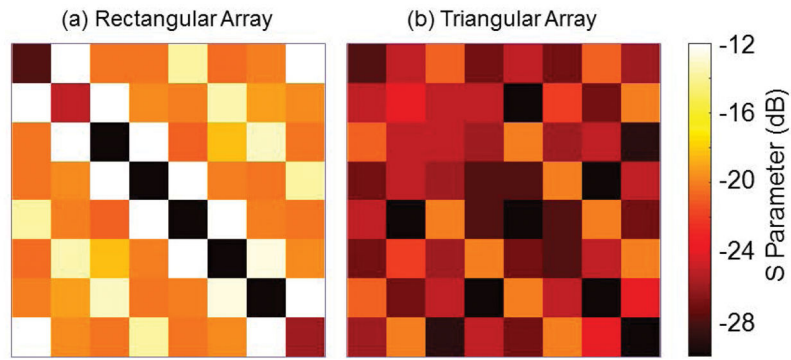 (a) Rectangular Array
(b) Triangular Array
-12
-16
-20
-24
-28
S Parameter (dB)